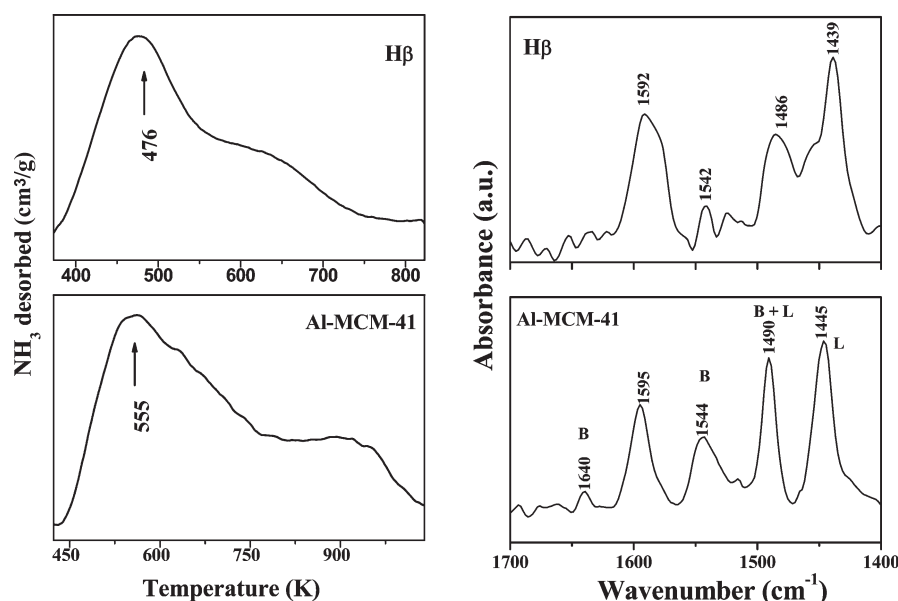 Hβ
476
400 500 600 700 800
Al-MCM-41
555
450 600 750 900
NH3 desorbed (cm³/g)
Temperature (K)
Hβ
1592
1542
1486
1439
Al-MCM-41
B
1640
1595
B
1544
B + L
1490
1445
L
1700 1600 1500 1400
Absorbance (a.u.)
Wavenumber (cm⁻¹)